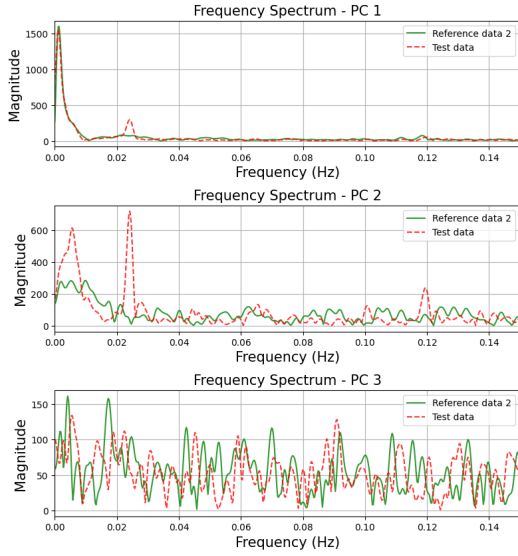 Frequency Spectrum - PC 1
Magnitude
1500
1000
500
0
Reference data 2
Test data
0.00 0.02 0.04 0.06 0.08 0.10 0.12 0.14
Frequency (Hz)
Frequency Spectrum - PC 2
Magnitude
600
400
200
0
Reference data 2
Test data
0.00 0.02 0.04 0.06 0.08 0.10 0.12 0.14
Frequency (Hz)
Frequency Spectrum - PC 3
Magnitude
150
100
50
0
Reference data 2
Test data
0.00 0.02 0.04 0.06 0.08 0.10 0.12 0.14
Frequency (Hz)